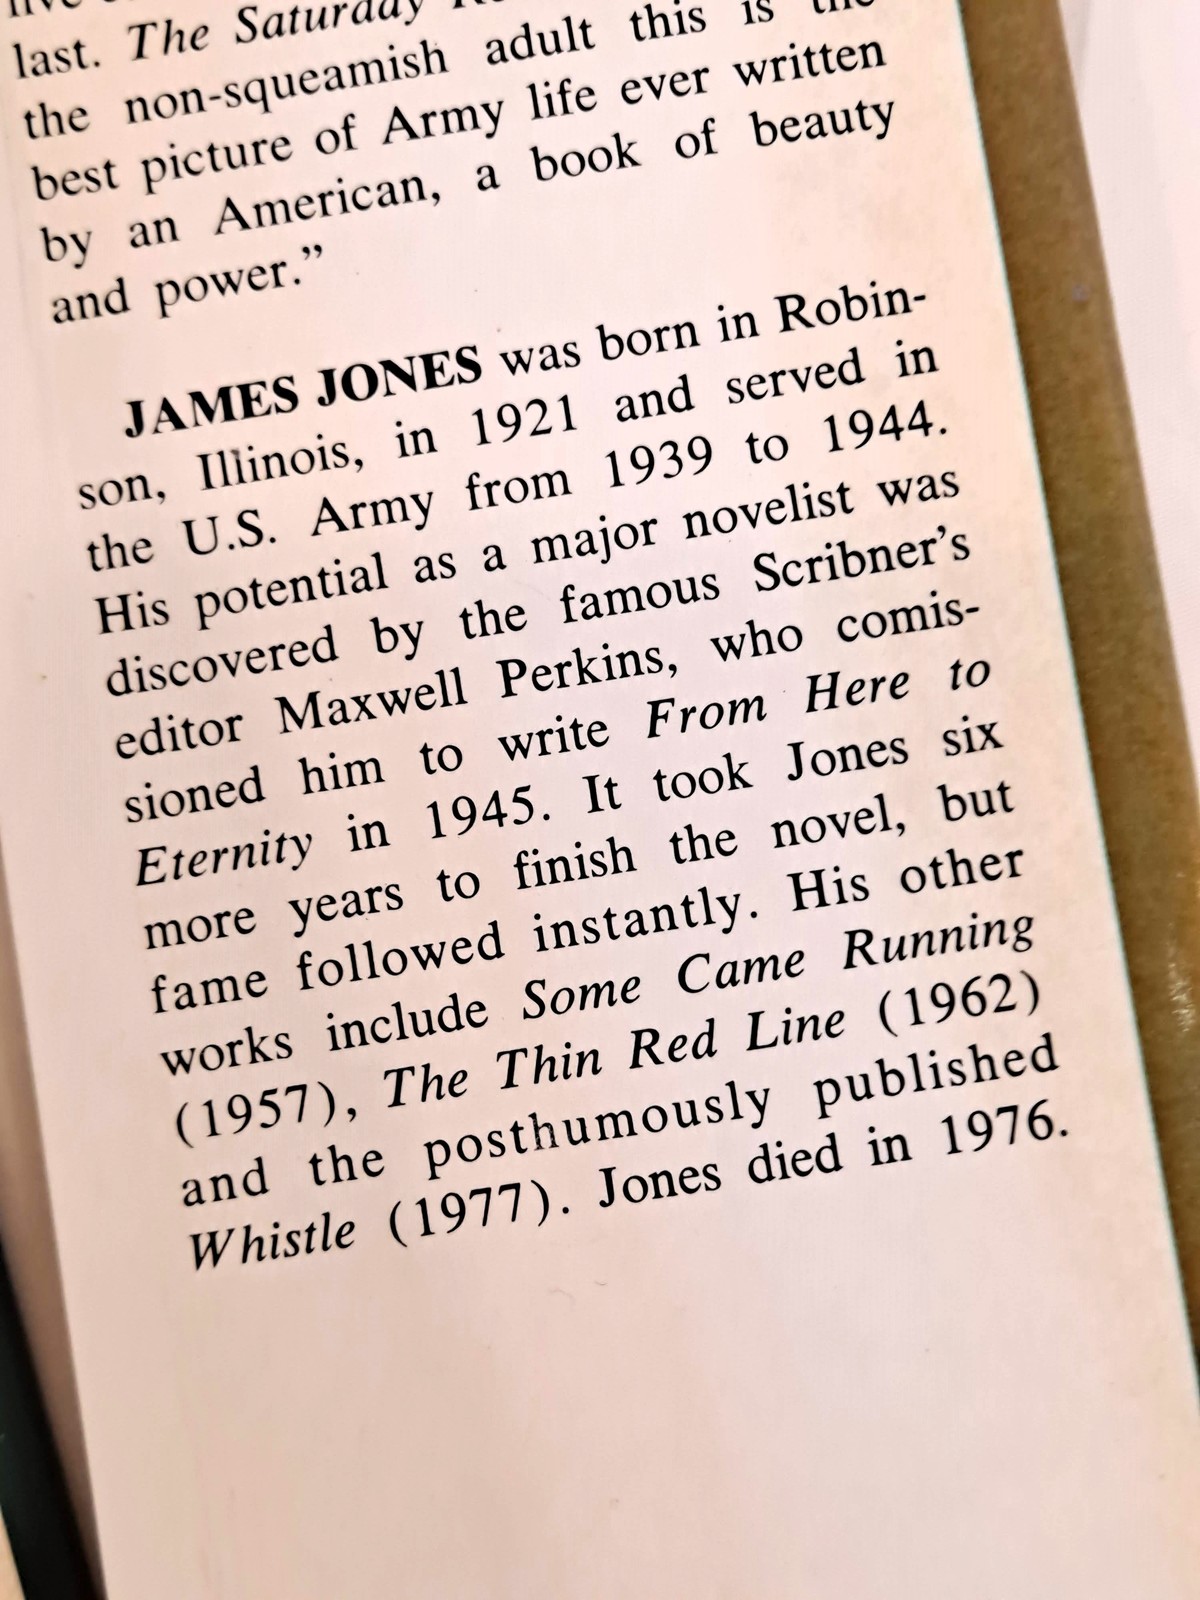 last. The Saturday
the non-squeamish adult this is the
best picture of Army life ever written
by an American, a book of beauty
and power.”
JAMES JONES was born in Robin-
son, Illinois, in 1921 and served in
the U.S. Army from 1939 to 1944.
His potential as a major novelist was
discovered by the famous Scribner’s
editor Maxwell Perkins, who comis-
sioned him to write From Here to
Eternity in 1945. It took Jones six
more years to finish the novel, but
fame followed instantly. His other
works include Some Came Running
(1957), The Thin Red Line (1962)
and the posthumously published
Whistle (1977). Jones died in 1976.